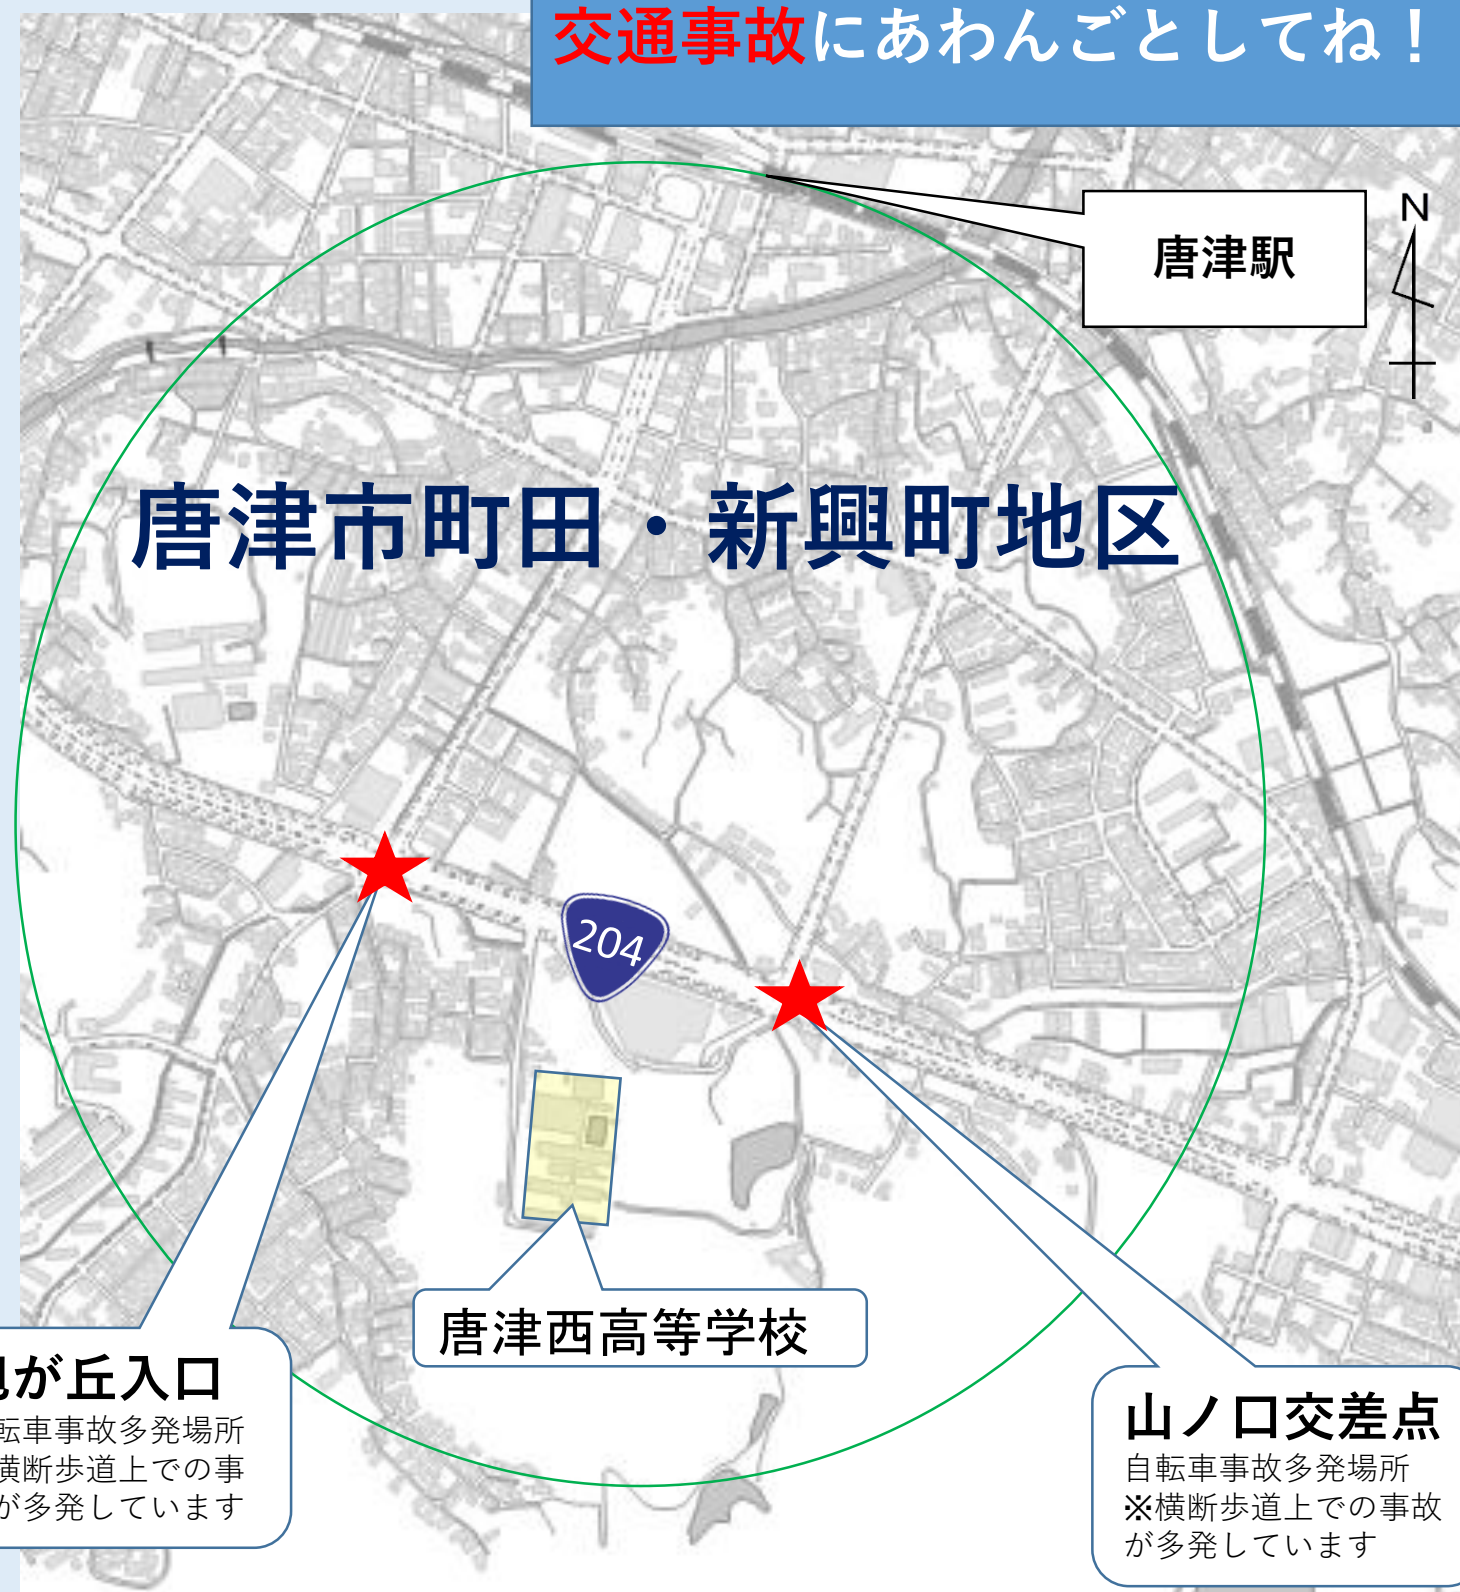 交通事故にあわんごとしてね！
唐津駅
N
唐津市町田・新興町地区
204
唐津西高等学校
が丘入口
転車事故多発場所
横断歩道上での事
が多発しています
山ノ口交差点
自転車事故多発場所
※横断歩道上での事故
が多発しています